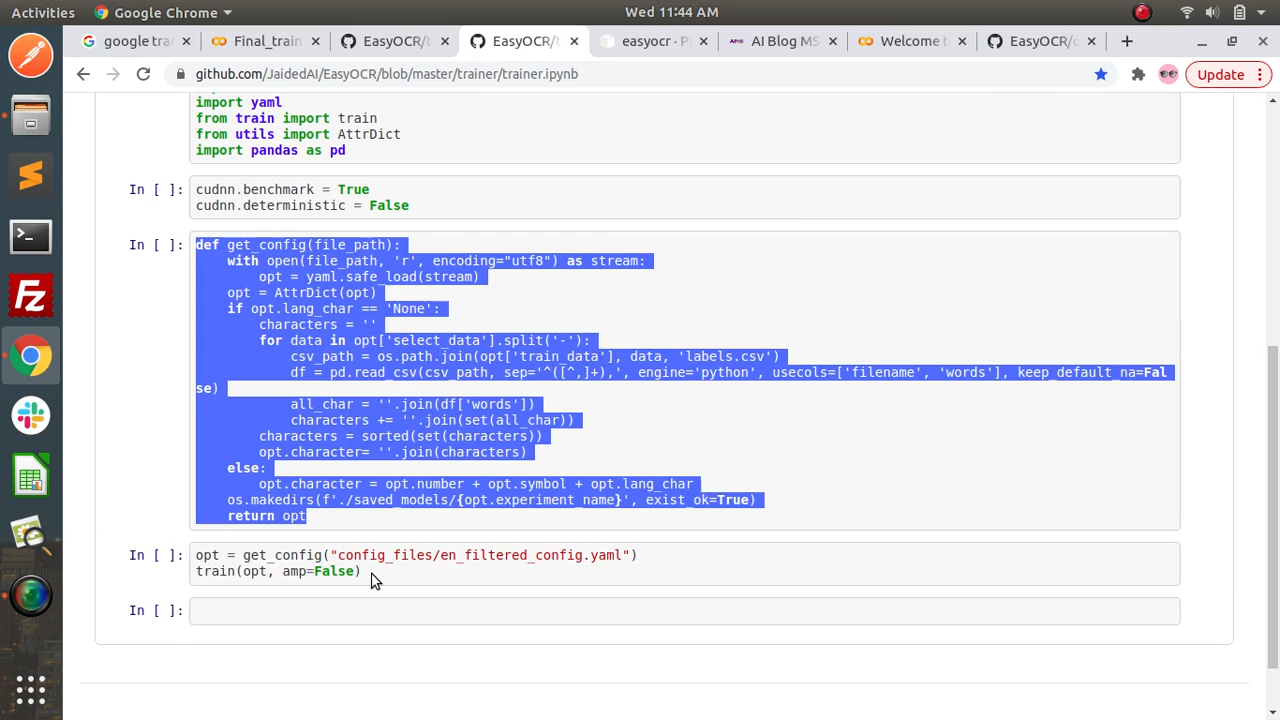 Activities
Google Chrome
Wed 11:44 AM
google tra
Final_train
EasyOCR/t
EasyOCR/t
easyocr · P
AI Blog MS
Welcome t
EasyOCR/c
github.com/JaidedAI/EasyOCR/blob/master/trainer/trainer.ipynb
Update
import yaml
from train import train
from utils import AttrDict
import pandas as pd
In [ ]:
cudnn.benchmark = True
cudnn.deterministic = False
In [ ]:
def get_config(file_path):
    with open(file_path, 'r', encoding="utf8") as stream:
        opt = yaml.safe_load(stream)
    opt = AttrDict(opt)
    if opt.lang_char == 'None':
        characters = ''
        for data in opt['select_data'].split('-'):
            csv_path = os.path.join(opt['train_data'], data, 'labels.csv')
            df = pd.read_csv(csv_path, sep='^([^,]+),', engine='python', usecols=['filename', 'words'], keep_default_na=Fal
se)
            all_char = ''.join(df['words'])
            characters += ''.join(set(all_char))
        characters = sorted(set(characters))
        opt.character= ''.join(characters)
    else:
        opt.character = opt.number + opt.symbol + opt.lang_char
    os.makedirs(f'./saved_models/{opt.experiment_name}', exist_ok=True)
    return opt
In [ ]:
opt = get_config("config_files/en_filtered_config.yaml")
train(opt, amp=False)
In [ ]: